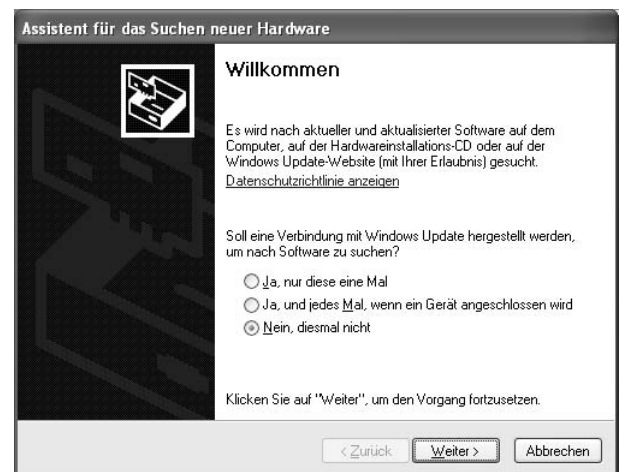 Assistent für das Suchen neuer Hardware
Willkommen
Es wird nach aktueller und aktualisierter Software auf dem
Computer, auf der Hardwareinstallations-CD oder auf der
Windows Update-Website (mit Ihrer Erlaubnis) gesucht.
Datenschutzrichtlinie anzeigen
Soll eine Verbindung mit Windows Update hergestellt werden,
um nach Software zu suchen?
Ja, nur diese eine Mal
Ja, und jedes Mal, wenn ein Gerät angeschlossen wird
Nein, diesmal nicht
Klicken Sie auf "Weiter", um den Vorgang fortzusetzen.
< Zurück Weiter > Abbrechen